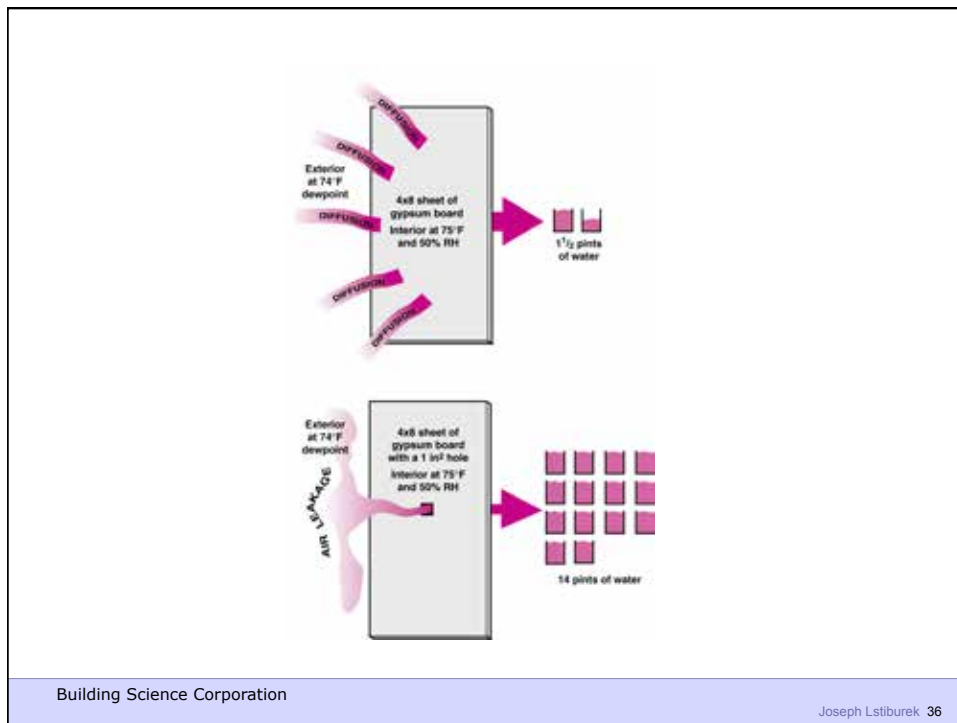 DIFFUSION
DIFFUSION
Exterior
at 74°F
dewpoint
DIFFUSION
4x8 sheet of
gypsum board
Interior at 75°F
and 50% RH
1 1/2 pints
of water
DIFFUSION
DIFFUSION
Exterior
at 74°F
dewpoint
4x8 sheet of
gypsum board
with a 1 in² hole
Interior at 75°F
and 50% RH
AIR LEAKAGE
14 pints of water
Building Science Corporation
Joseph Lstiburek 36